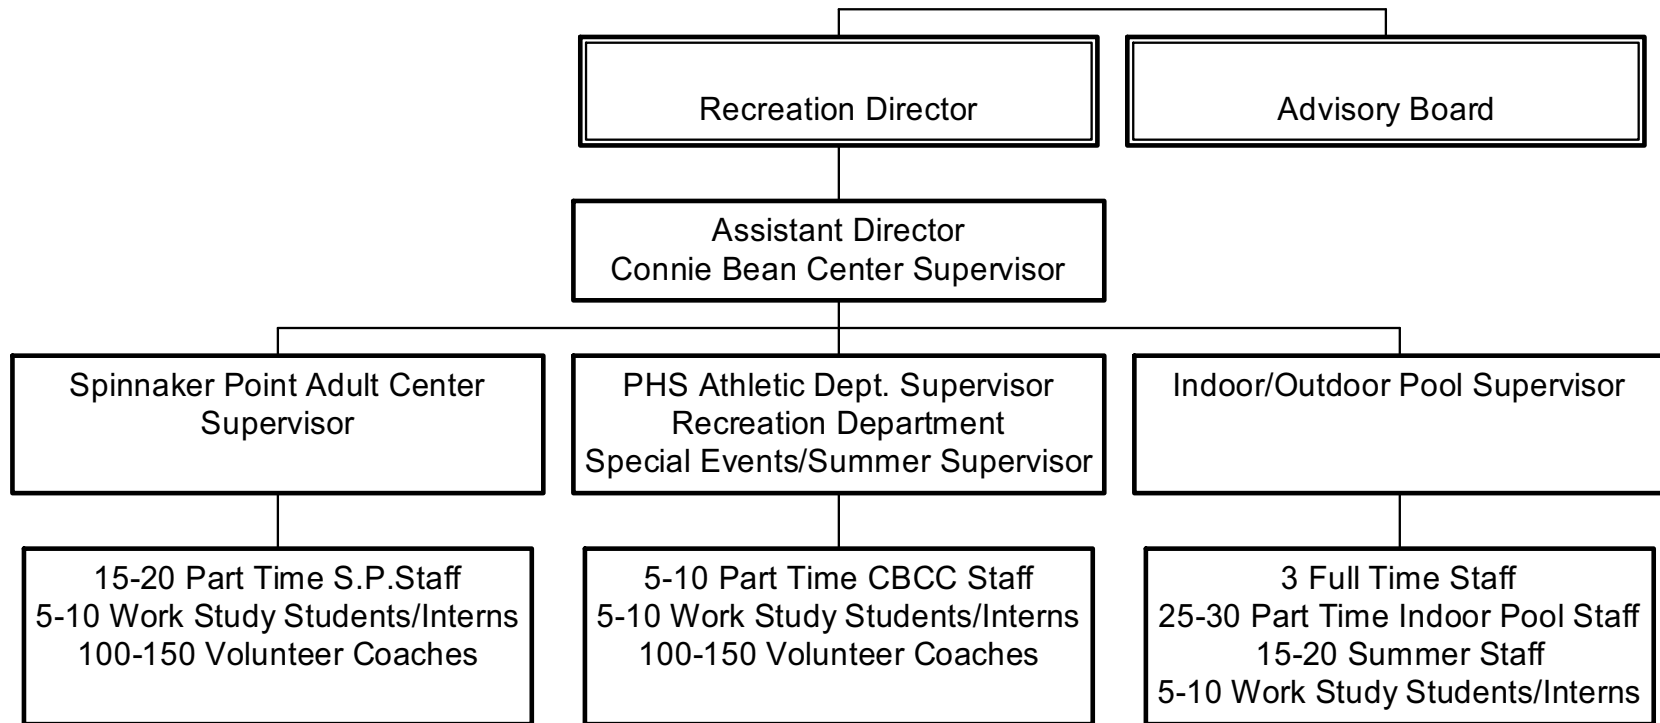 Recreation Director
Advisory Board
Assistant Director
Connie Bean Center Supervisor
Spinnaker Point Adult Center
Supervisor
PHS Athletic Dept. Supervisor
Recreation Department
Special Events/Summer Supervisor
Indoor/Outdoor Pool Supervisor
15-20 Part Time S.P.Staff
5-10 Work Study Students/Interns
100-150 Volunteer Coaches
5-10 Part Time CBCC Staff
5-10 Work Study Students/Interns
100-150 Volunteer Coaches
3 Full Time Staff
25-30 Part Time Indoor Pool Staff
15-20 Summer Staff
5-10 Work Study Students/Interns